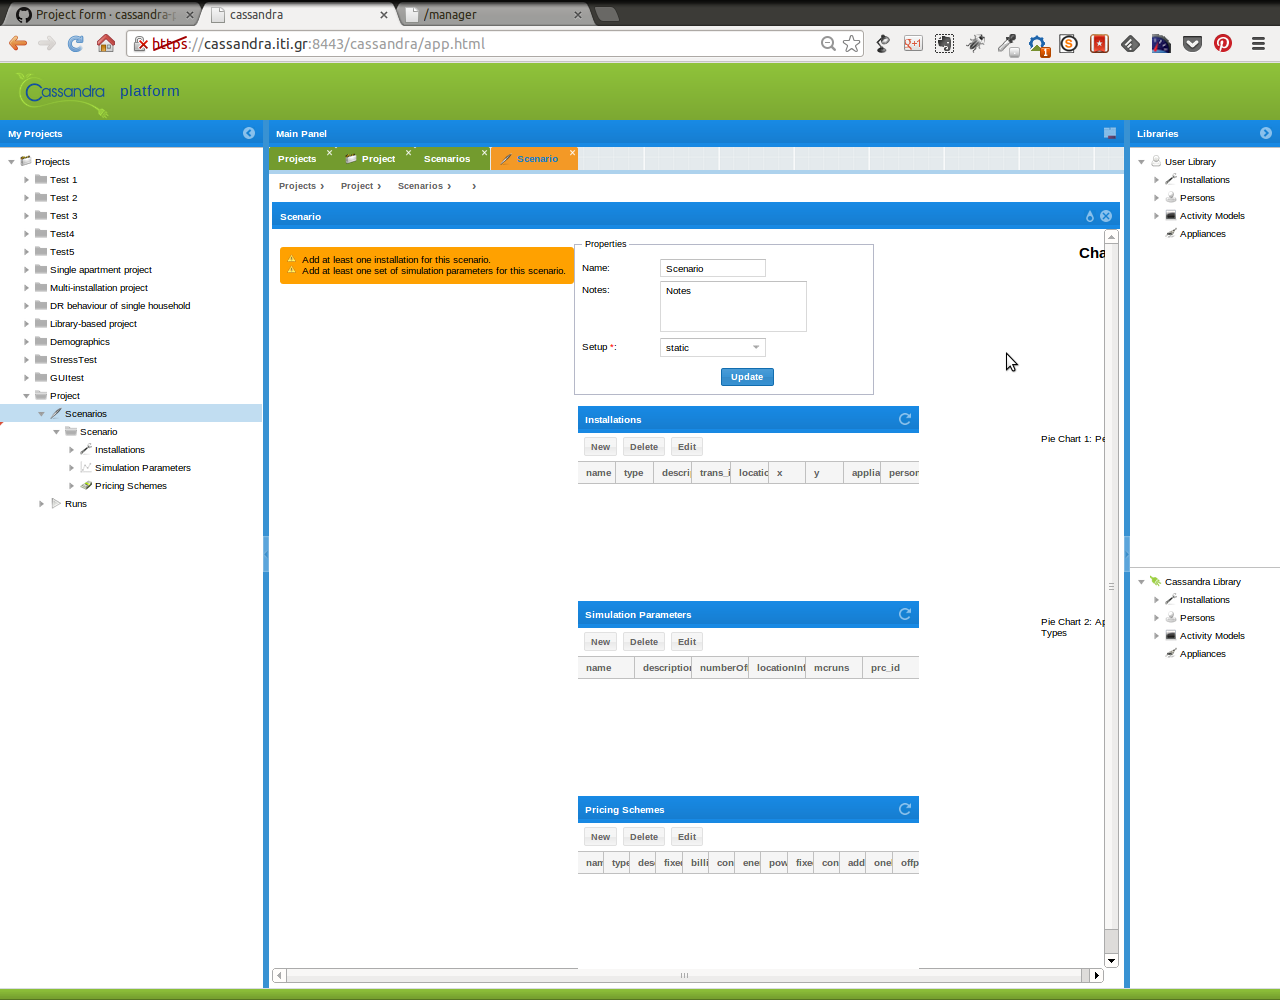 Project form · cassandra-p
cassandra
/manager
https://cassandra.iti.gr:8443/cassandra/app.html
Cassandra platform
My Projects
Main Panel
Libraries
Projects
Test 1
Test 2
Test 3
Test4
Test5
Single apartment project
Multi-installation project
DR behaviour of single household
Library-based project
Demographics
StressTest
GUItest
Project
Scenarios
Scenario
Installations
Simulation Parameters
Pricing Schemes
Runs
Projects Project Scenarios Scenario
Projects › Project › Scenarios › ›
Scenario
Add at least one installation for this scenario.
Add at least one set of simulation parameters for this scenario.
Properties
Name: Scenario
Notes: Notes
Setup *: static
Update
Cha
Installations
New Delete Edit
name type descri trans_i locatio x y applia person
Pie Chart 1: Pe
Simulation Parameters
New Delete Edit
name description numberOf locationInf mcruns prc_id
Pie Chart 2: Ap
Types
Pricing Schemes
New Delete Edit
nam type desc fixed billi con ene pow fixe con add one offp
User Library
Installations
Persons
Activity Models
Appliances
Cassandra Library
Installations
Persons
Activity Models
Appliances